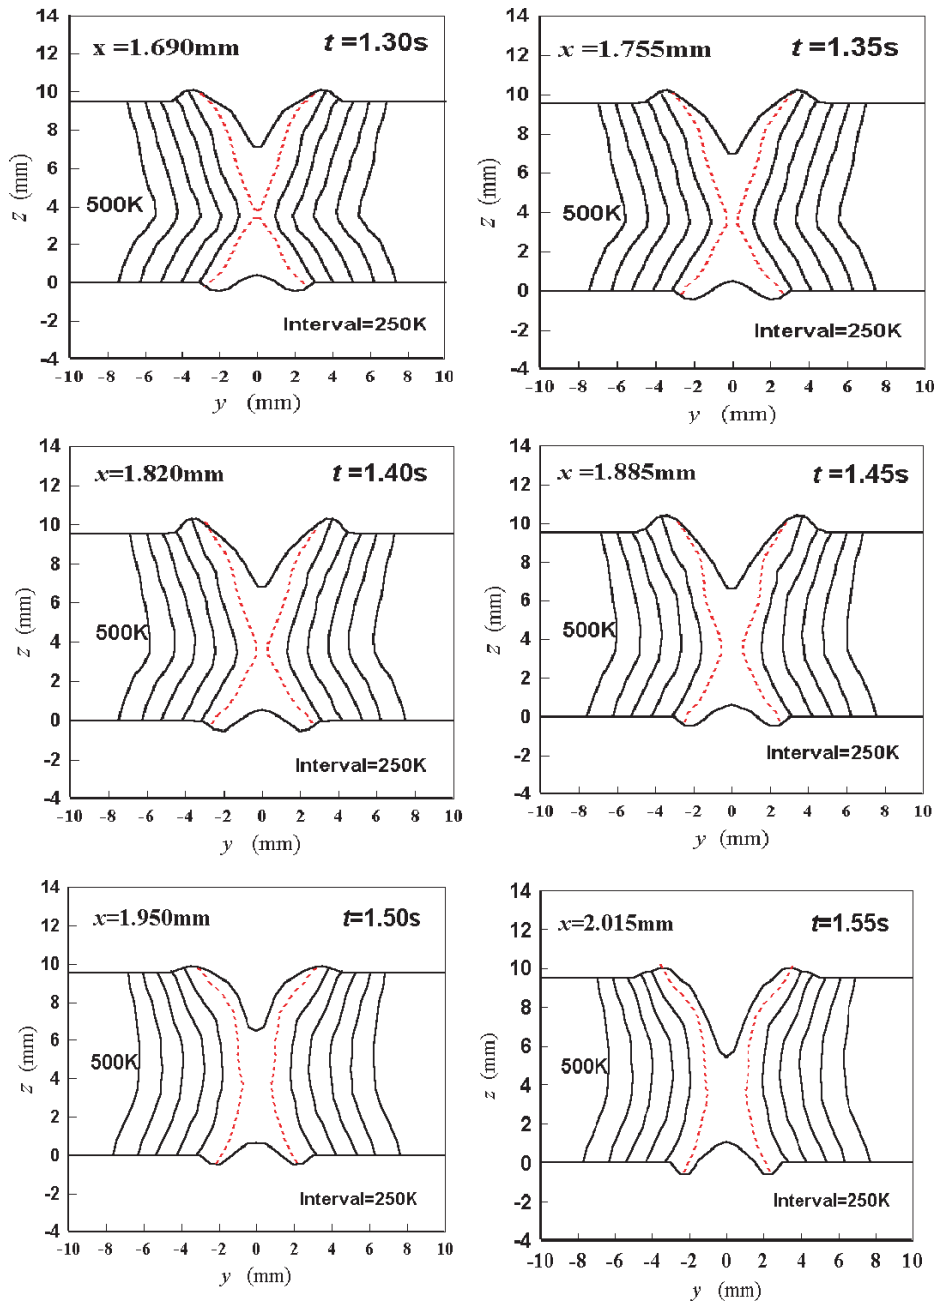 x =1.690mm t =1.30s
14
12
10
8
6
4
2
0
-2
-4
z (mm)
500K
Interval=250K
-10 -8 -6 -4 -2 0 2 4 6 8 10
y (mm)
x =1.755mm t =1.35s
14
12
10
8
6
4
2
0
-2
-4
z (mm)
500K
Interval=250K
-10 -8 -6 -4 -2 0 2 4 6 8 10
y (mm)
x=1.820mm t =1.40s
14
12
10
8
6
4
2
0
-2
-4
z (mm)
500K
Interval=250K
-10 -8 -6 -4 -2 0 2 4 6 8 10
y (mm)
x =1.885mm t =1.45s
14
12
10
8
6
4
2
0
-2
-4
z (mm)
500K
Interval=250K
-10 -8 -6 -4 -2 0 2 4 6 8 10
y (mm)
x=1.950mm t=1.50s
14
12
10
8
6
4
2
0
-2
-4
z (mm)
500K
Interval=250K
-10 -8 -6 -4 -2 0 2 4 6 8 10
y (mm)
x=2.015mm t=1.55s
14
12
10
8
6
4
2
0
-2
-4
z (mm)
500K
Interval=250K
-10 -8 -6 -4 -2 0 2 4 6 8 10
y (mm)